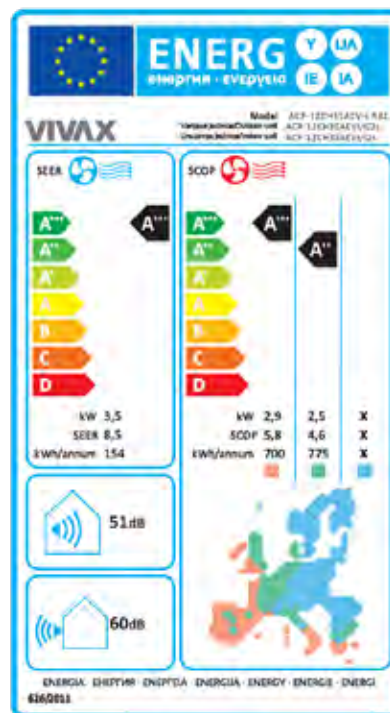 ENERG Y IJA
енергия · ενεργεια IE IA
VIVAX
Model
SEER
SCOP
A+++ A+++
A++
A+
A
B
C
D
kW 3,5
SEER 8,5
kWh/annum 154
A+++ A+++
A++ A++
A+
A
B
C
D
kW 2,9 2,5 X
SCOP 5,8 4,6 X
kWh/annum 700 775 X
51dB
60dB
ENERGIA · ЕНЕРГИЯ · ΕΝΕΡΓΕΙΑ · ENERGIJA · ENERGY · ENERGIE · ENERGI
626/2011